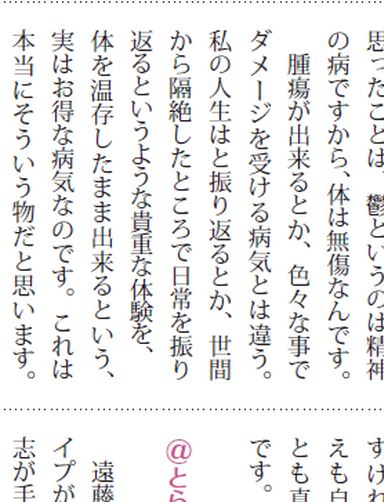 思ったことは、鬱というのは精神
の病ですから、体は無傷なんです。
腫瘍が出来るとか、色々な事で
ダメージを受ける病気とは違う。
私の人生はと振り返るとか、世間
から隔絶したところで日常を振り
返るというような貴重な体験を、
体を温存したまま出来るという、
実はお得な病気なのです。これは
本当にそういう物だと思います。
すけれ
えも白
とも真
です。
@とら
遠藤
イプが
志が手